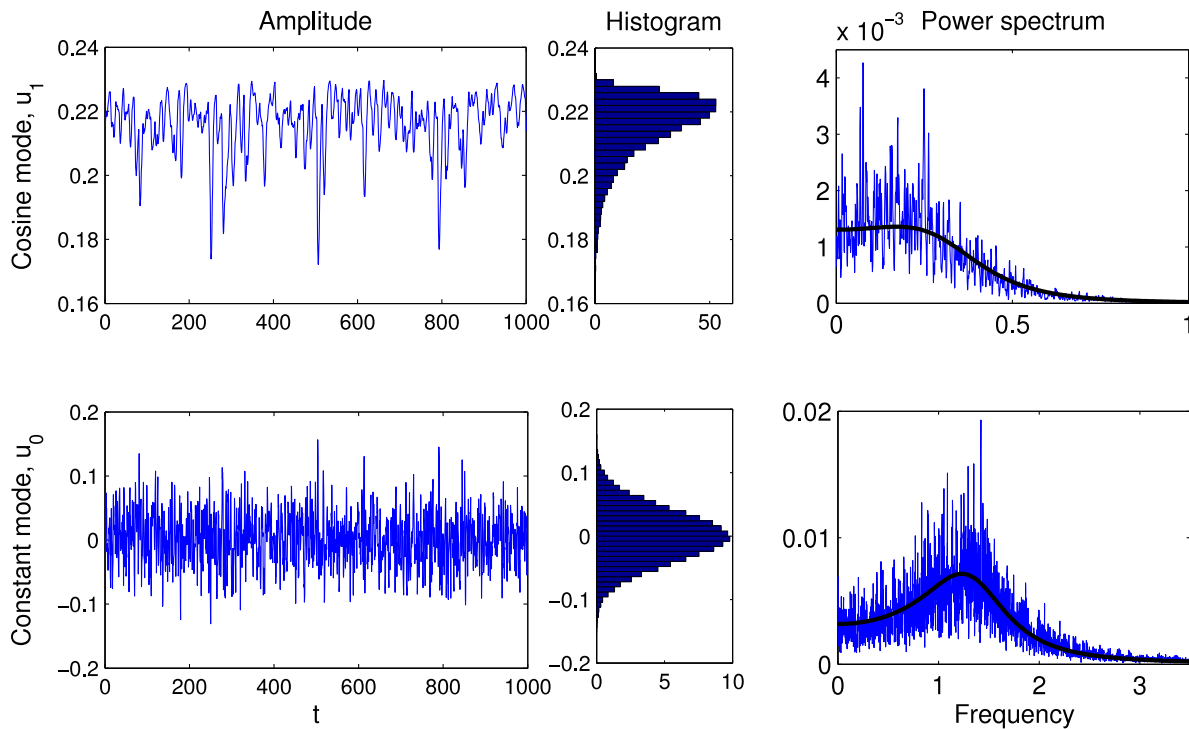 Amplitude
Histogram
Power spectrum
x 10⁻³
Cosine mode, u₁
0.24
0.22
0.2
0.18
0.16
0 200 400 600 800 1000
0.24
0.22
0.2
0.18
0.16
0 50
4
3
2
1
0
0 0.5 1
Constant mode, u₀
0.2
0.1
0
−0.1
−0.2
0 200 400 600 800 1000
t
0.2
0.1
0
−0.1
−0.2
0 5 10
0.02
0.01
0
0 1 2 3
Frequency